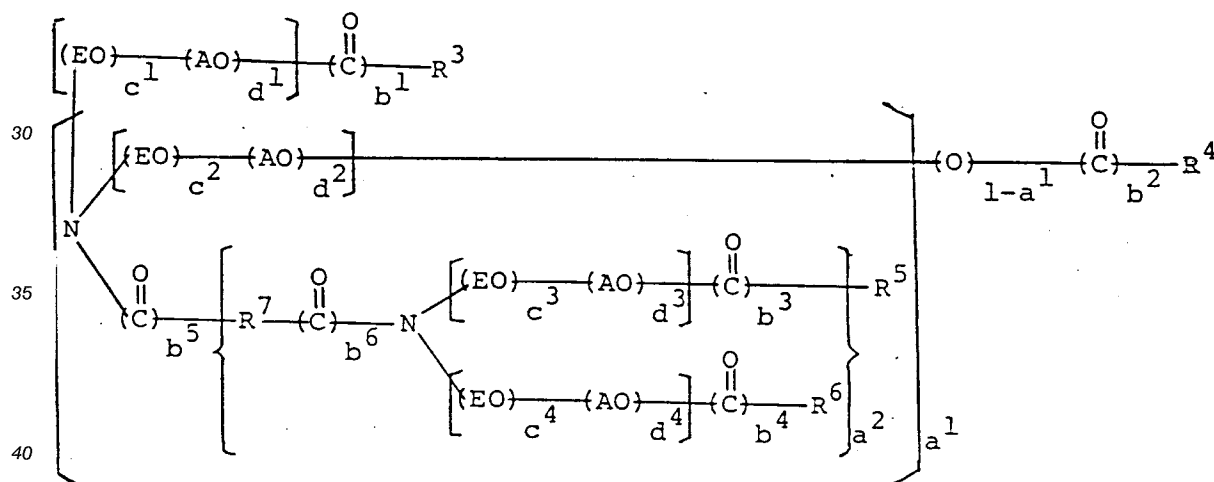 O
(EO) (AO) (C) R³
c¹ d¹ b¹
30 O
(EO) (AO) (O) (C) R⁴
c² d² 1-a¹ b²
N
O O O
35 (EO) (AO) (C) R⁵
c³ d³ b³
(C) R⁷ (C) N
b⁵ b⁶ O
(EO) (AO) (C) R⁶
c⁴ d⁴ b⁴ a²
40 a¹